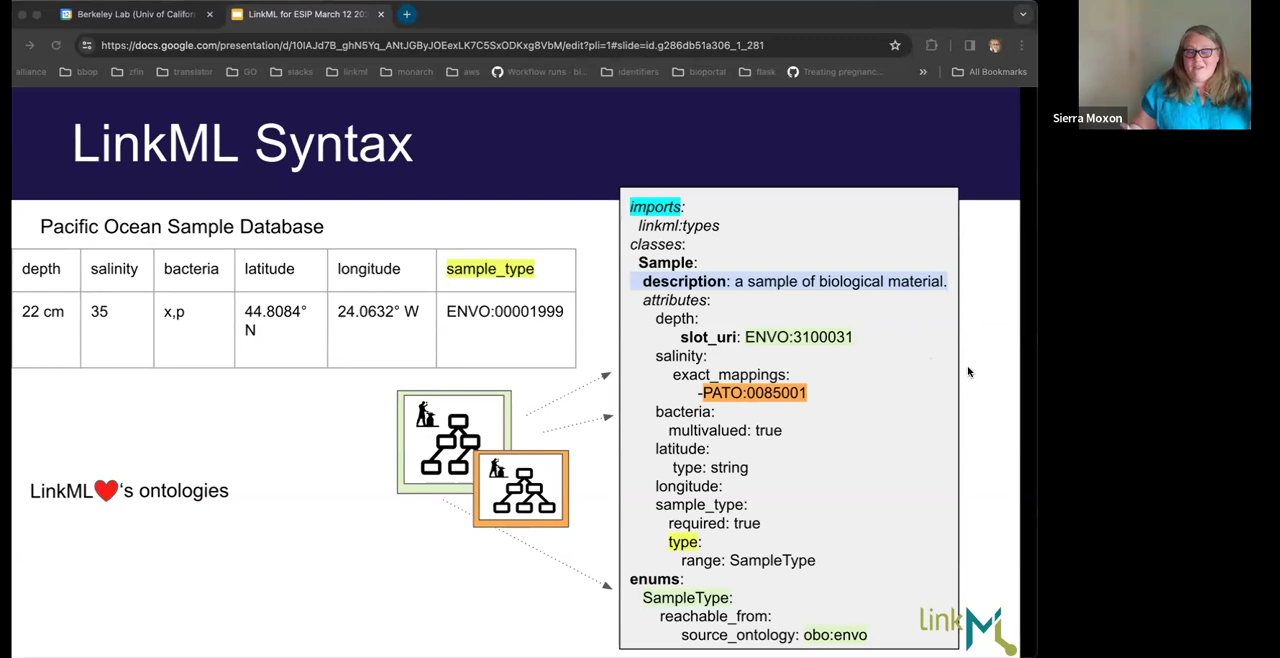 Berkeley Lab (Univ of Califor
LinkML for ESIP March 12 202
https://docs.google.com/presentation/d/10IAJd7B_ghN5Yq_ANtJGByJOEexLK7C5SxODKxg8VbM/edit?pli=1#slide=id.g286db51a306_1_281
alliance bbop zfin translator GO slacks linkml monarch aws Workflow runs · bi... identifiers bioportal flask Treating pregnanc... » All Bookmarks
Sierra Moxon
LinkML Syntax
Pacific Ocean Sample Database
depth salinity bacteria latitude longitude sample_type
22 cm 35 x,p 44.8084° N 24.0632° W ENVO:00001999
LinkML❤️‘s ontologies
imports:
linkml:types
classes:
Sample:
description: a sample of biological material.
attributes:
depth:
slot_uri: ENVO:3100031
salinity:
exact_mappings:
-PATO:0085001
bacteria:
multivalued: true
latitude:
type: string
longitude:
sample_type:
required: true
type:
range: SampleType
enums:
SampleType:
reachable_from:
source_ontology: obo:envo
link ML